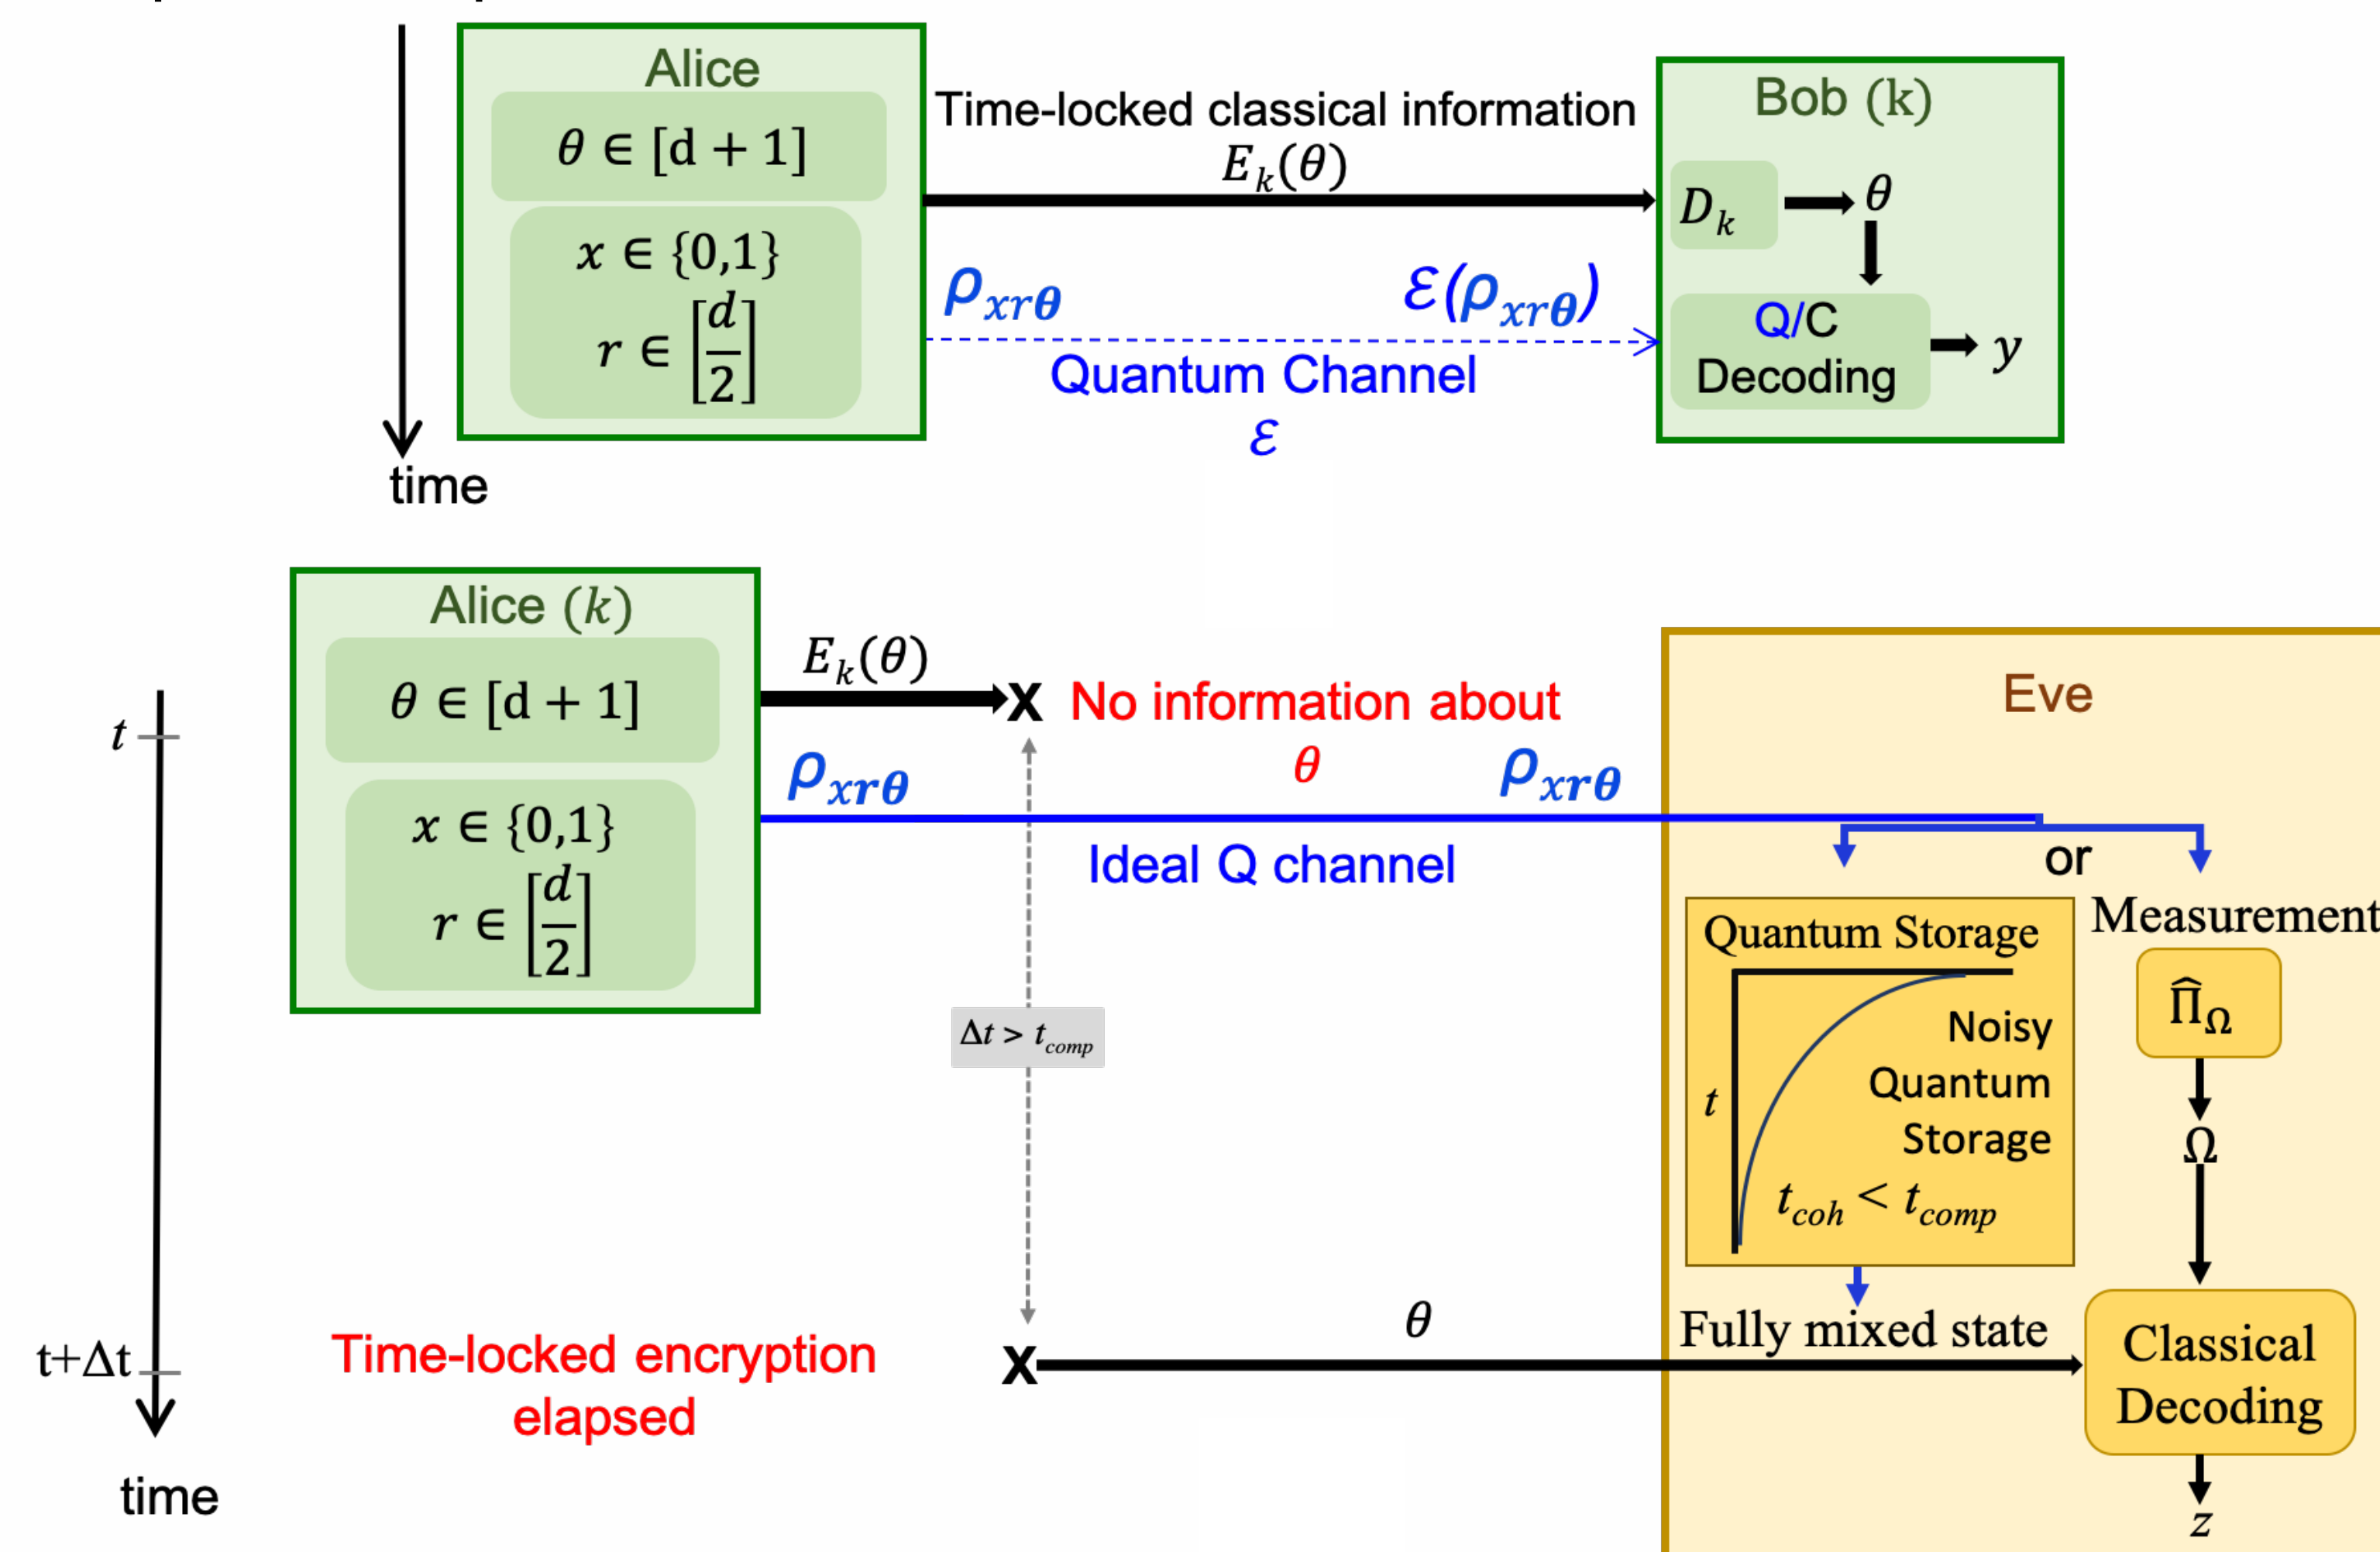 Alice
θ ∈ [d + 1]
x ∈ {0,1}
r ∈ [d/2]
time
Time-locked classical information
E_k(θ)
ρ_xrθ
ℰ(ρ_xrθ)
Quantum Channel
ℰ
Bob (k)
D_k
θ
Q/C
Decoding
y
Alice (k)
θ ∈ [d + 1]
x ∈ {0,1}
r ∈ [d/2]
t
t+Δt
time
E_k(θ)
X
No information about
θ
ρ_xrθ
ρ_xrθ
Ideal Q channel
Δt > t_comp
Time-locked encryption
elapsed
X
θ
Eve
or
Quantum Storage
t
Noisy
Quantum
Storage
t_coh < t_comp
Fully mixed state
Measurement
Π̂_Ω
Ω
Classical
Decoding
z